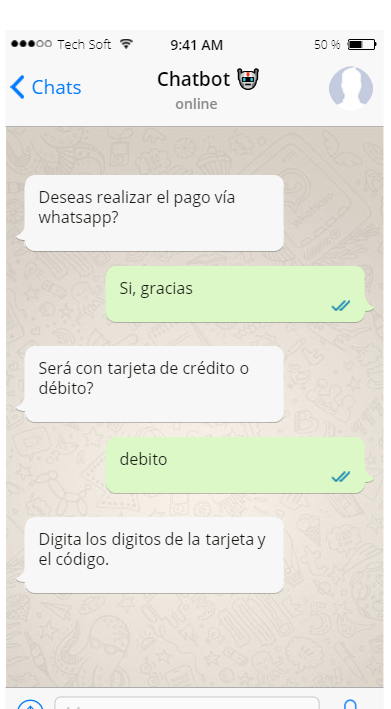 Tech Soft 9:41 AM 50 %
Chats Chatbot
online
Deseas realizar el pago vía
whatsapp?
Si, gracias
Será con tarjeta de crédito o
débito?
debito
Digita los digitos de la tarjeta y
el código.